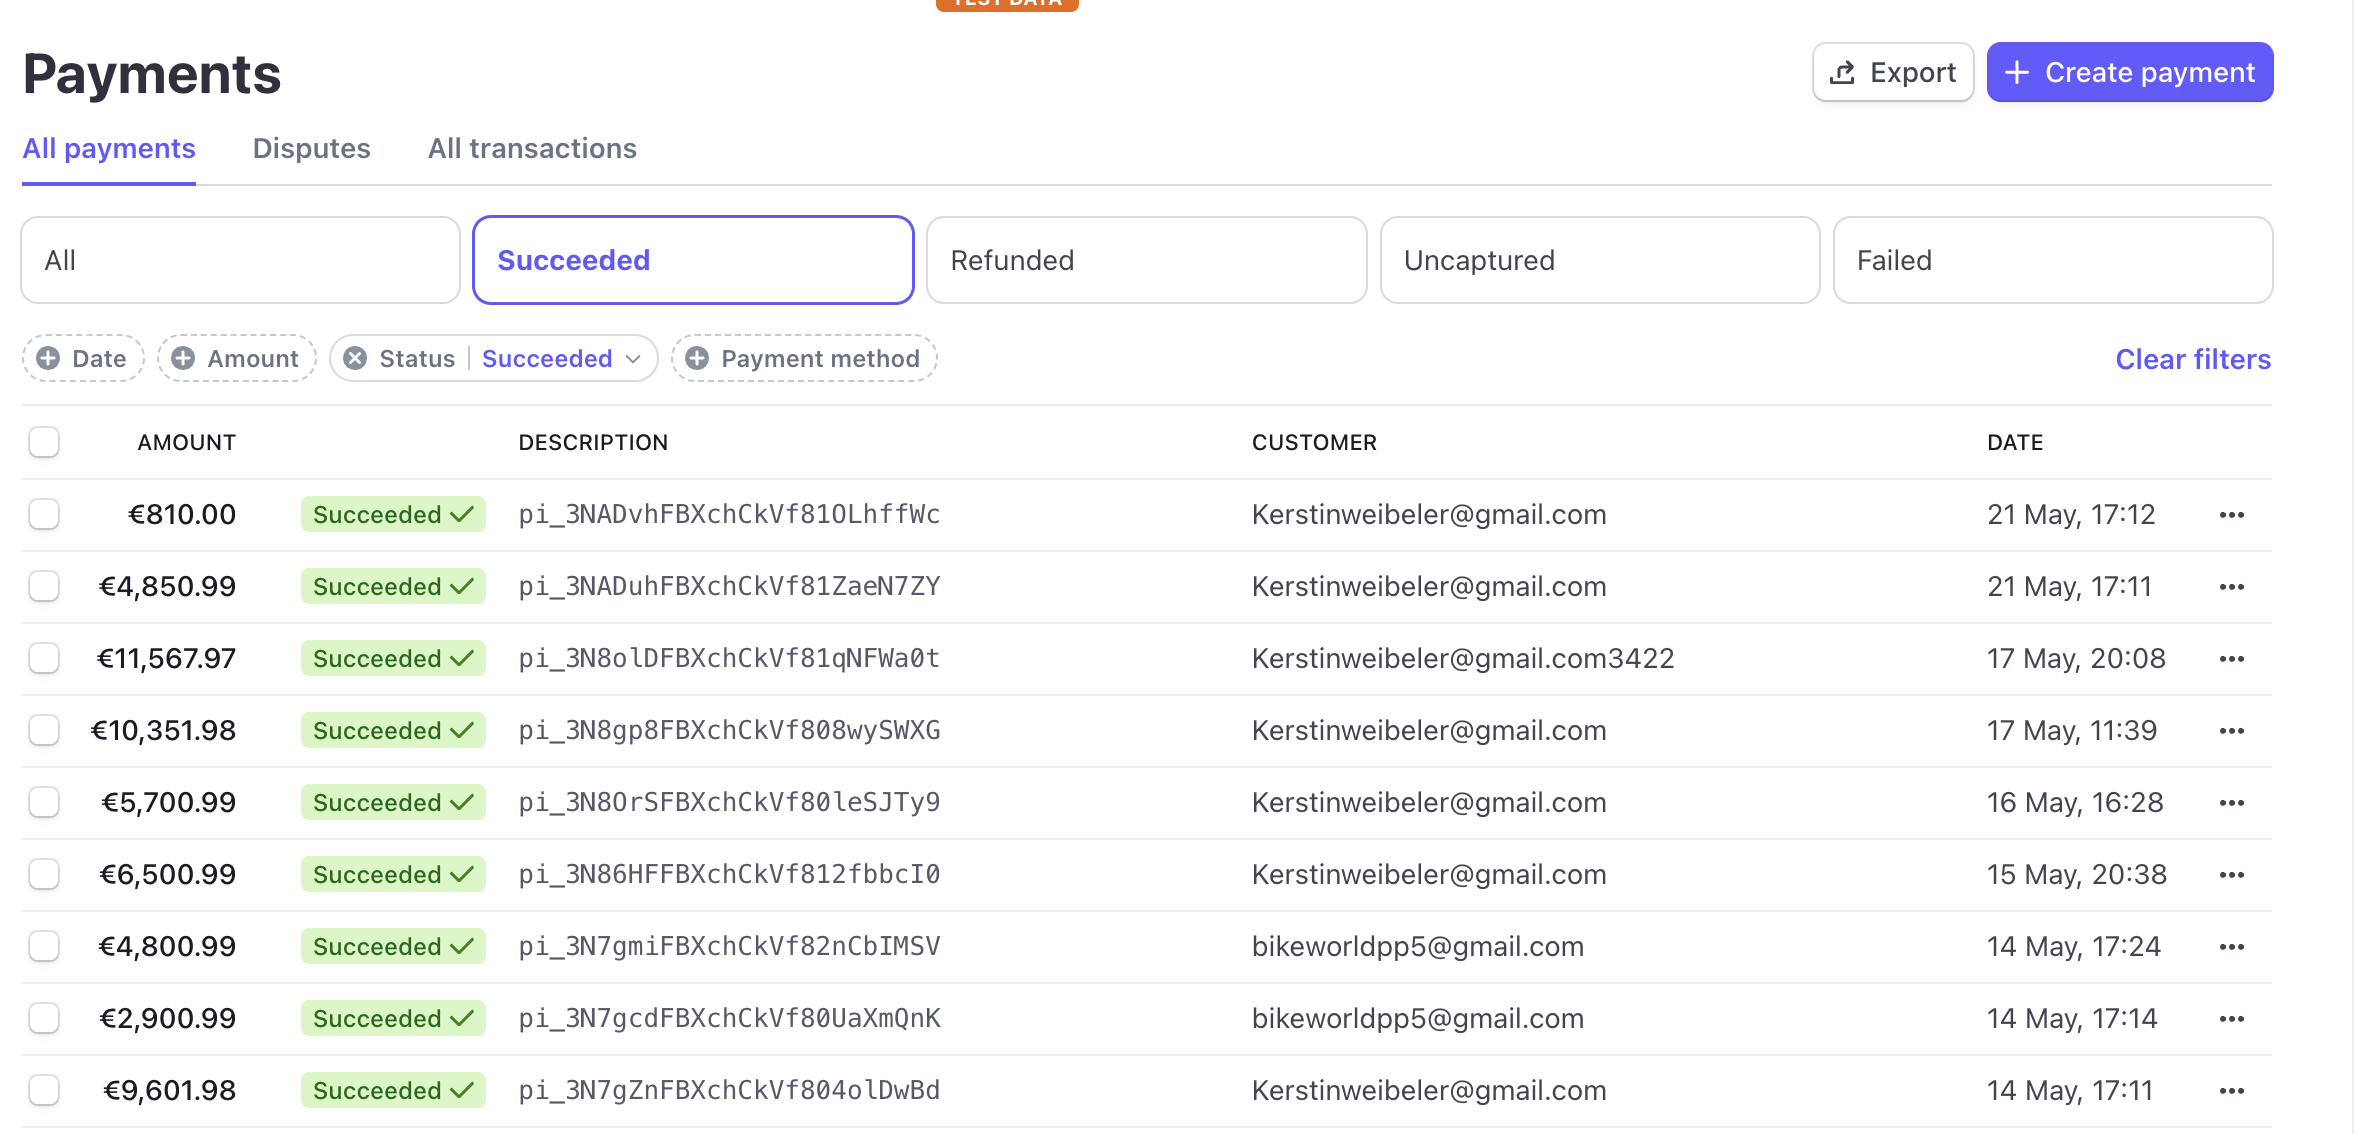 TEST DATA
Payments
Export
Create payment
All payments Disputes All transactions
All Succeeded Refunded Uncaptured Failed
Date Amount Status | Succeeded Payment method Clear filters
AMOUNT DESCRIPTION CUSTOMER DATE
€810.00 Succeeded pi_3NADvhFBXchCkVf81OLhffWc Kerstinweibeler@gmail.com 21 May, 17:12
€4,850.99 Succeeded pi_3NADuhFBXchCkVf81ZaeN7ZY Kerstinweibeler@gmail.com 21 May, 17:11
€11,567.97 Succeeded pi_3N8olDFBXchCkVf81qNFWa0t Kerstinweibeler@gmail.com3422 17 May, 20:08
€10,351.98 Succeeded pi_3N8gp8FBXchCkVf808wySWXG Kerstinweibeler@gmail.com 17 May, 11:39
€5,700.99 Succeeded pi_3N8OrSFBXchCkVf80leSJTy9 Kerstinweibeler@gmail.com 16 May, 16:28
€6,500.99 Succeeded pi_3N86HFFBXchCkVf812fbbcI0 Kerstinweibeler@gmail.com 15 May, 20:38
€4,800.99 Succeeded pi_3N7gmiFBXchCkVf82nCbIMSV bikeworldpp5@gmail.com 14 May, 17:24
€2,900.99 Succeeded pi_3N7gcdFBXchCkVf80UaXmQnK bikeworldpp5@gmail.com 14 May, 17:14
€9,601.98 Succeeded pi_3N7gZnFBXchCkVf804olDwBd Kerstinweibeler@gmail.com 14 May, 17:11